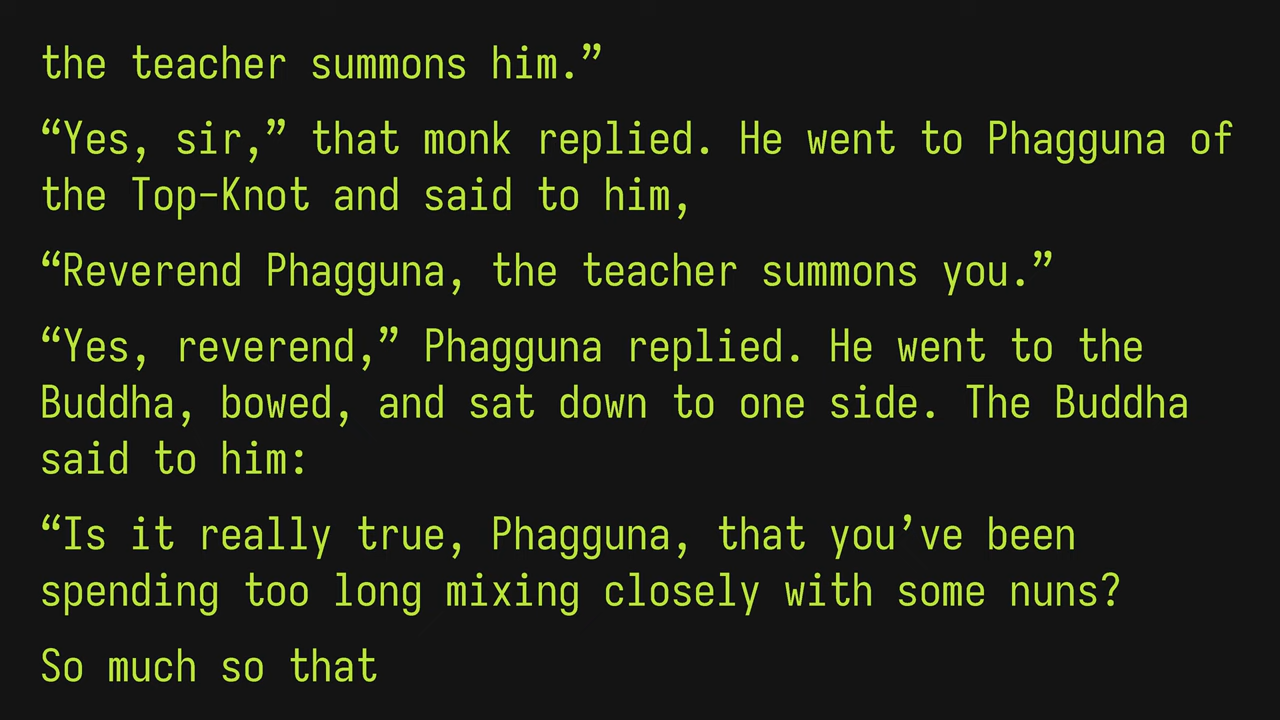 the teacher summons him.”
“Yes, sir,” that monk replied. He went to Phagguna of
the Top-Knot and said to him,
“Reverend Phagguna, the teacher summons you.”
“Yes, reverend,” Phagguna replied. He went to the
Buddha, bowed, and sat down to one side. The Buddha
said to him:
“Is it really true, Phagguna, that you’ve been
spending too long mixing closely with some nuns?
So much so that